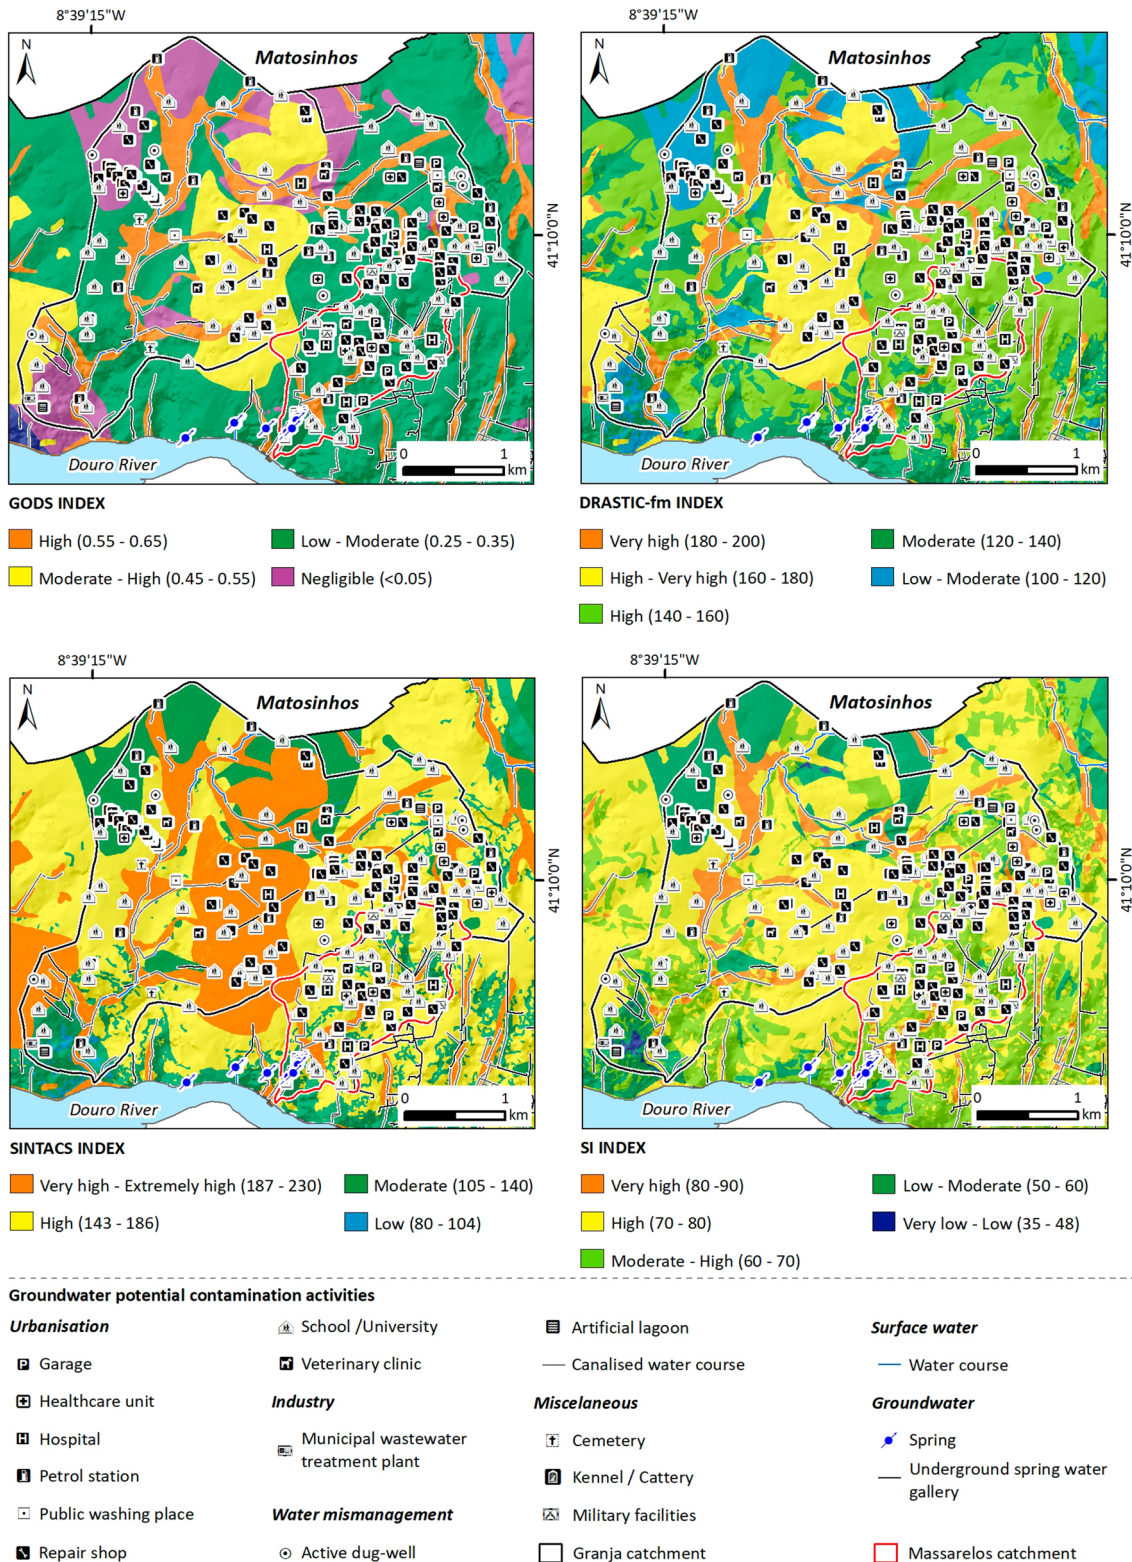 8°39'15"W
8°39'15"W
N
Matosinhos
N
Matosinhos
41°10'0"N
41°10'0"N
Douro River
0
1
km
Douro River
0
1
km
GODS INDEX
High (0.55 - 0.65)
Low - Moderate (0.25 - 0.35)
Moderate - High (0.45 - 0.55)
Negligible (<0.05)
DRASTIC-fm INDEX
Very high (180 - 200)
Moderate (120 - 140)
High - Very high (160 - 180)
Low - Moderate (100 - 120)
High (140 - 160)
8°39'15"W
8°39'15"W
N
Matosinhos
N
Matosinhos
41°10'0"N
41°10'0"N
Douro River
0
1
km
Douro River
0
1
km
SINTACS INDEX
Very high - Extremely high (187 - 230)
Moderate (105 - 140)
High (143 - 186)
Low (80 - 104)
SI INDEX
Very high (80 -90)
Low - Moderate (50 - 60)
High (70 - 80)
Very low - Low (35 - 48)
Moderate - High (60 - 70)
Groundwater potential contamination activities
Urbanisation
P Garage
Healthcare unit
H Hospital
Petrol station
Public washing place
Repair shop
School /University
Veterinary clinic
Industry
Municipal wastewater
treatment plant
Water mismanagement
Active dug-well
Artificial lagoon
Canalised water course
Miscelaneous
Cemetery
Kennel / Cattery
Military facilities
Granja catchment
Surface water
Water course
Groundwater
Spring
Underground spring water
gallery
Massarelos catchment